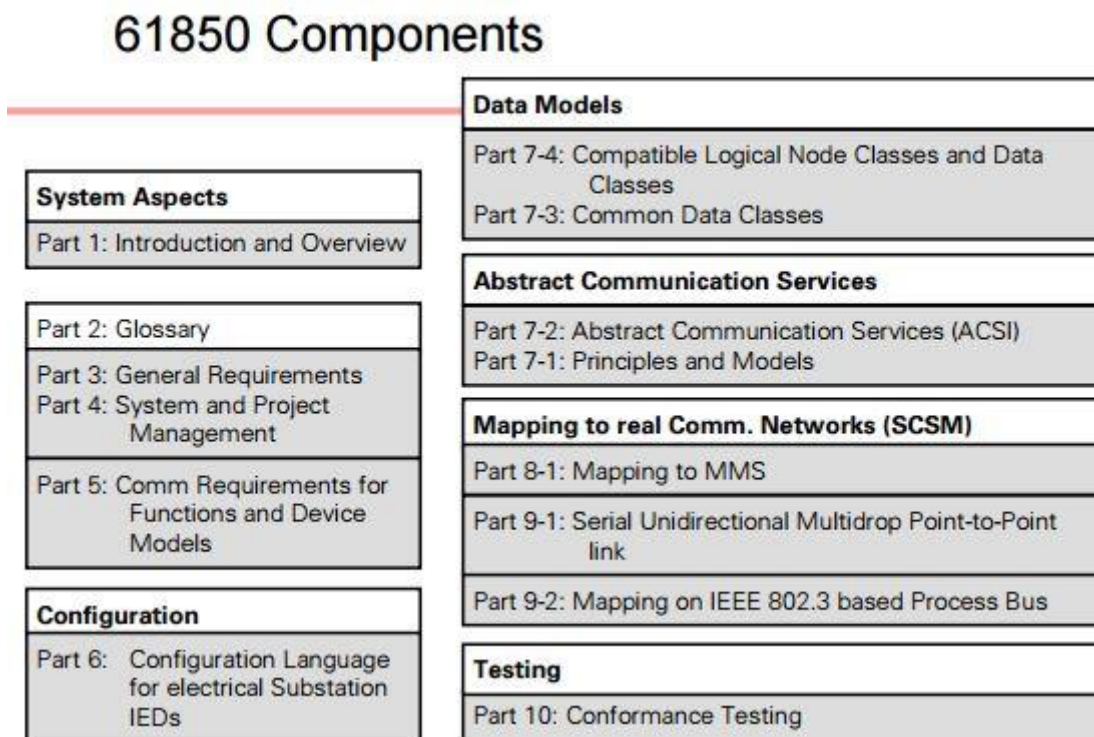 61850 Components
System Aspects
Part 1: Introduction and Overview
Part 2: Glossary
Part 3: General Requirements
Part 4: System and Project
Management
Part 5: Comm Requirements for
Functions and Device
Models
Configuration
Part 6: Configuration Language
for electrical Substation
IEDs
Data Models
Part 7-4: Compatible Logical Node Classes and Data
Classes
Part 7-3: Common Data Classes
Abstract Communication Services
Part 7-2: Abstract Communication Services (ACSI)
Part 7-1: Principles and Models
Mapping to real Comm. Networks (SCSM)
Part 8-1: Mapping to MMS
Part 9-1: Serial Unidirectional Multidrop Point-to-Point
link
Part 9-2: Mapping on IEEE 802.3 based Process Bus
Testing
Part 10: Conformance Testing